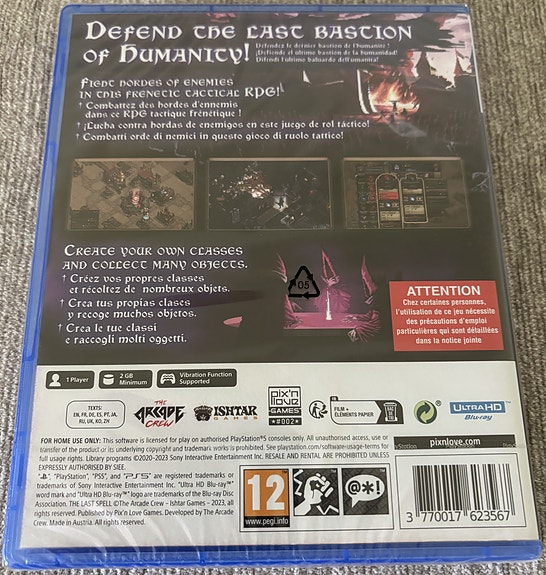 Defend the last bastion
of Humanity!
Défendez le dernier bastion de l'humanité !
¡Defiende el último bastión de la humanidad!
Difendi l'ultimo baluardo dell'umanità!
Fight hordes of enemies
in this frenetic tactical RPG!
† Combattez des hordes d'ennemis
dans ce RPG tactique frénétique !
† ¡Lucha contra hordas de enemigos en este juego de rol táctico!
† Combatti orde di nemici in questo gioco di ruolo tattico!
Create your own classes
and collect many objects.
† Créez vos propres classes
et récoltez de nombreux objets.
† Crea tus propias clases
y recoge muchos objetos.
† Crea le tue classi
e raccogli molti oggetti.
05
ATTENTION
Chez certaines personnes,
l'utilisation de ce jeu nécessite
des précautions d'emploi
particulières qui sont détaillées
dans la notice jointe
1 Player
2 GB
Minimum
Vibration Function
Supported
TEXTS:
EN, FR, DE, ES, PT, JA,
RU, UK, KO, ZH
THE
ARCADE
CREW
ISHTAR
GAMES
pix'n
love
GAMES
#002
FR
FILM +
ÉLÉMENTS PAPIER
ULTRA HD
Blu-ray
FOR HOME USE ONLY: This software is licensed for play on authorised PlayStation®5 consoles only. All unauthorised access, use or
transfer of the product or its underlying copyright and trademark works is prohibited. See playstation.com/software-usage-terms for
full usage rights. Library programs ©2020-2023 Sony Interactive Entertainment Inc. RESALE AND RENTAL ARE PROHIBITED UNLESS
EXPRESSLY AUTHORISED BY SIEE.
PlayStation
pixnlove.com
"PlayStation", "PS5", and "PS5" are registered trademarks or
trademarks of Sony Interactive Entertainment Inc. "Ultra HD Blu-ray™"
word mark and "Ultra HD Blu-ray™" logo are trademarks of the Blu-ray Disc
Association. THE LAST SPELL ©The Arcade Crew - Ishtar Games - 2023, all
rights reserved. Published by Pix'n Love Games. Developed by The Arcade
Crew. Made in Austria. All rights reserved.
12
www.pegi.info
@*!
3 770017 623567